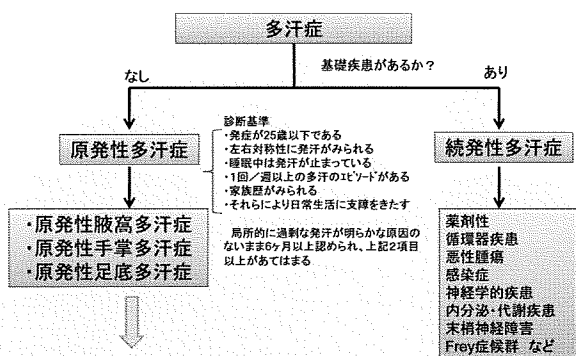 多汗症
基礎疾患があるか？
なし
あり
原発性多汗症
診断基準
・発症が25歳以下である
・左右対称性に発汗がみられる
・睡眠中は発汗が止まっている
・1回／週以上の多汗のエピソードがある
・家族歴がみられる
・それらにより日常生活に支障をきたす
局所的に過剰な発汗が明らかな原因の
ないまま6ヶ月以上認められ、上記2項目
以上があてはまる
続発性多汗症
・原発性腋窩多汗症
・原発性手掌多汗症
・原発性足底多汗症
薬剤性
循環器疾患
悪性腫瘍
感染症
神経学的疾患
内分泌・代謝疾患
末梢神経障害
Frey症候群 など